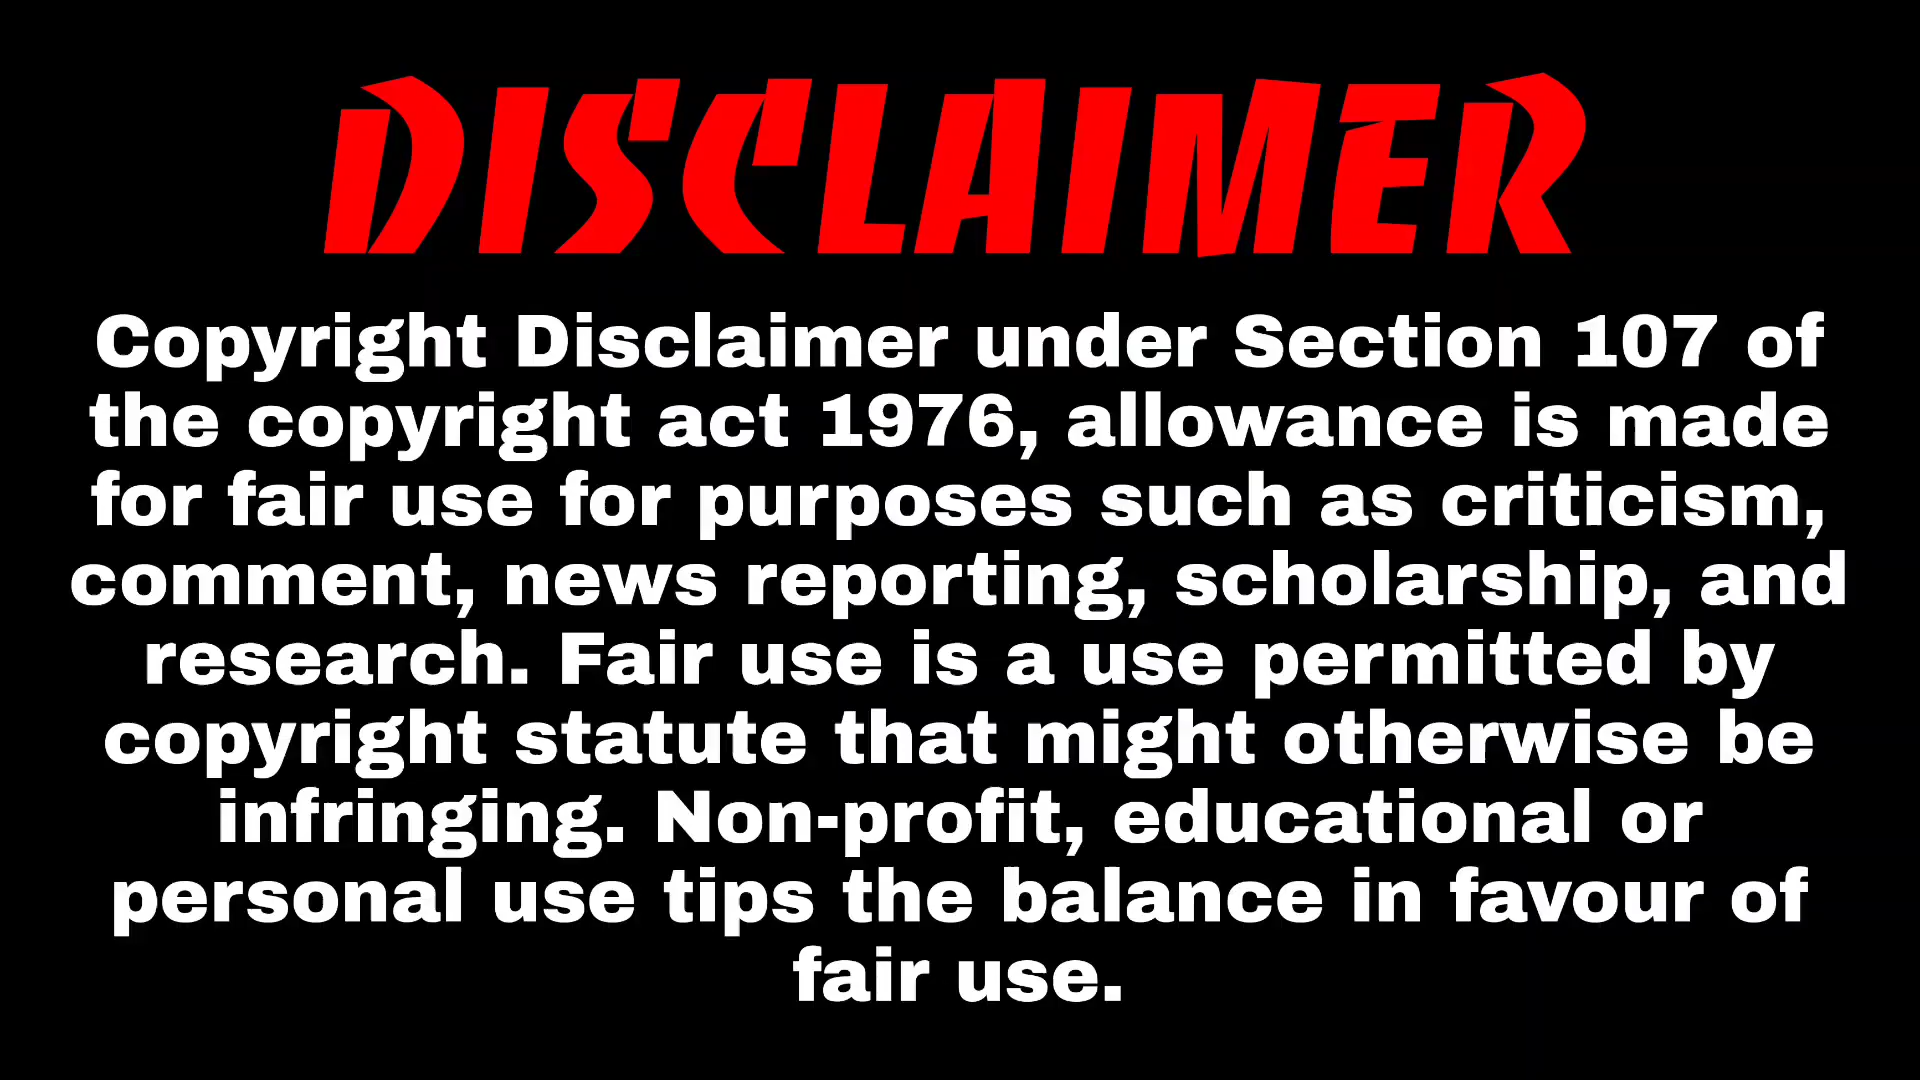 DISCLAIMER
Copyright Disclaimer under Section 107 of
the copyright act 1976, allowance is made
for fair use for purposes such as criticism,
comment, news reporting, scholarship, and
research. Fair use is a use permitted by
copyright statute that might otherwise be
infringing. Non-profit, educational or
personal use tips the balance in favour of
fair use.